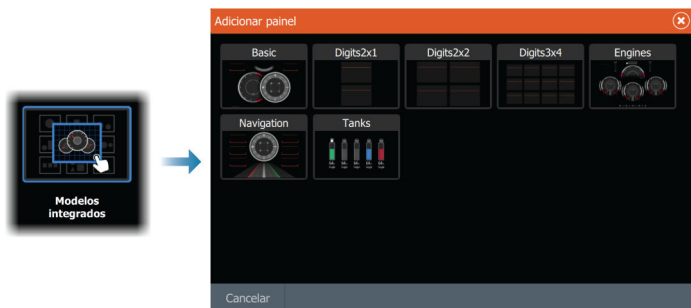 Adicionar painel
Basic
Digits2x1
Digits2x2
Digits3x4
Engines
Navigation
Tanks
Modelos
integrados
Cancelar